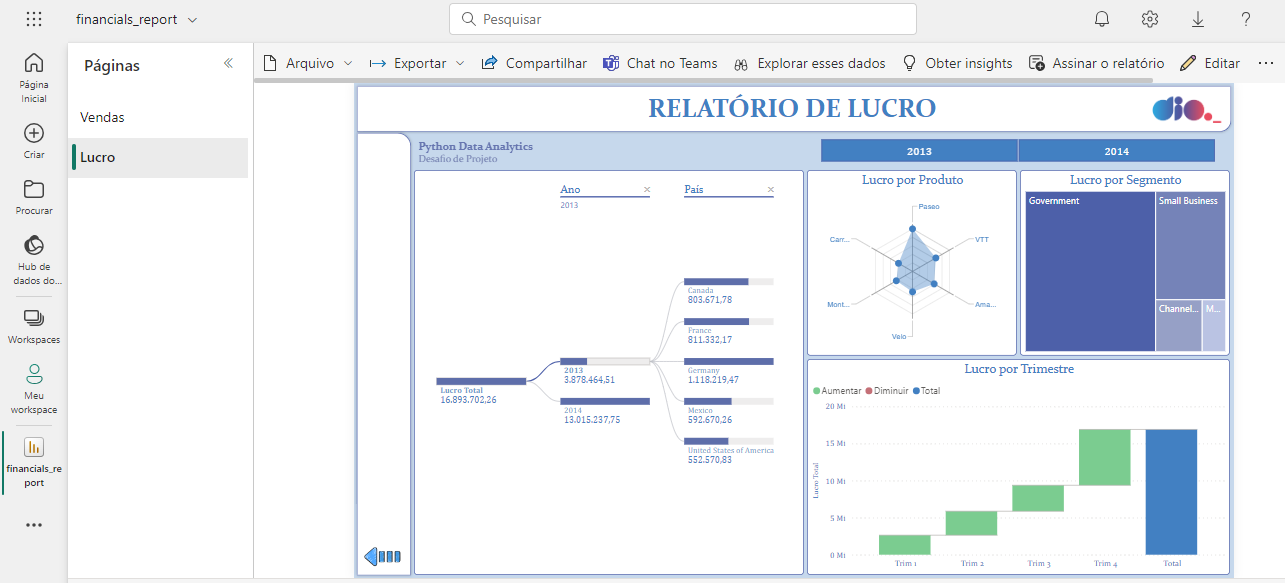 financials_report
Pesquisar
Página
Inicial
Criar
Procurar
Hub de
dados do...
Workspaces
Meu
workspace
financials_re
port
Páginas
Vendas
Lucro
Arquivo
Exportar
Compartilhar
Chat no Teams
Explorar esses dados
Obter insights
Assinar o relatório
Editar
RELATÓRIO DE LUCRO
dio.
Python Data Analytics
Desafio de Projeto
2013
2014
Ano
País
2013
Lucro Total
16.893.702,26
2013
3.878.464,51
2014
13.015.237,75
Canada
803.671,78
France
811.332,17
Germany
1.118.219,47
Mexico
592.670,26
United States of America
552.570,83
Lucro por Produto
Paseo
VTT
Ama...
Velo
Mont...
Carr...
Lucro por Segmento
Government
Small Business
Channel...
M...
Lucro por Trimestre
Aumentar Diminuir Total
Lucro Total
20 Mi
15 Mi
10 Mi
5 Mi
0 Mi
Trim 1
Trim 2
Trim 3
Trim 4
Total